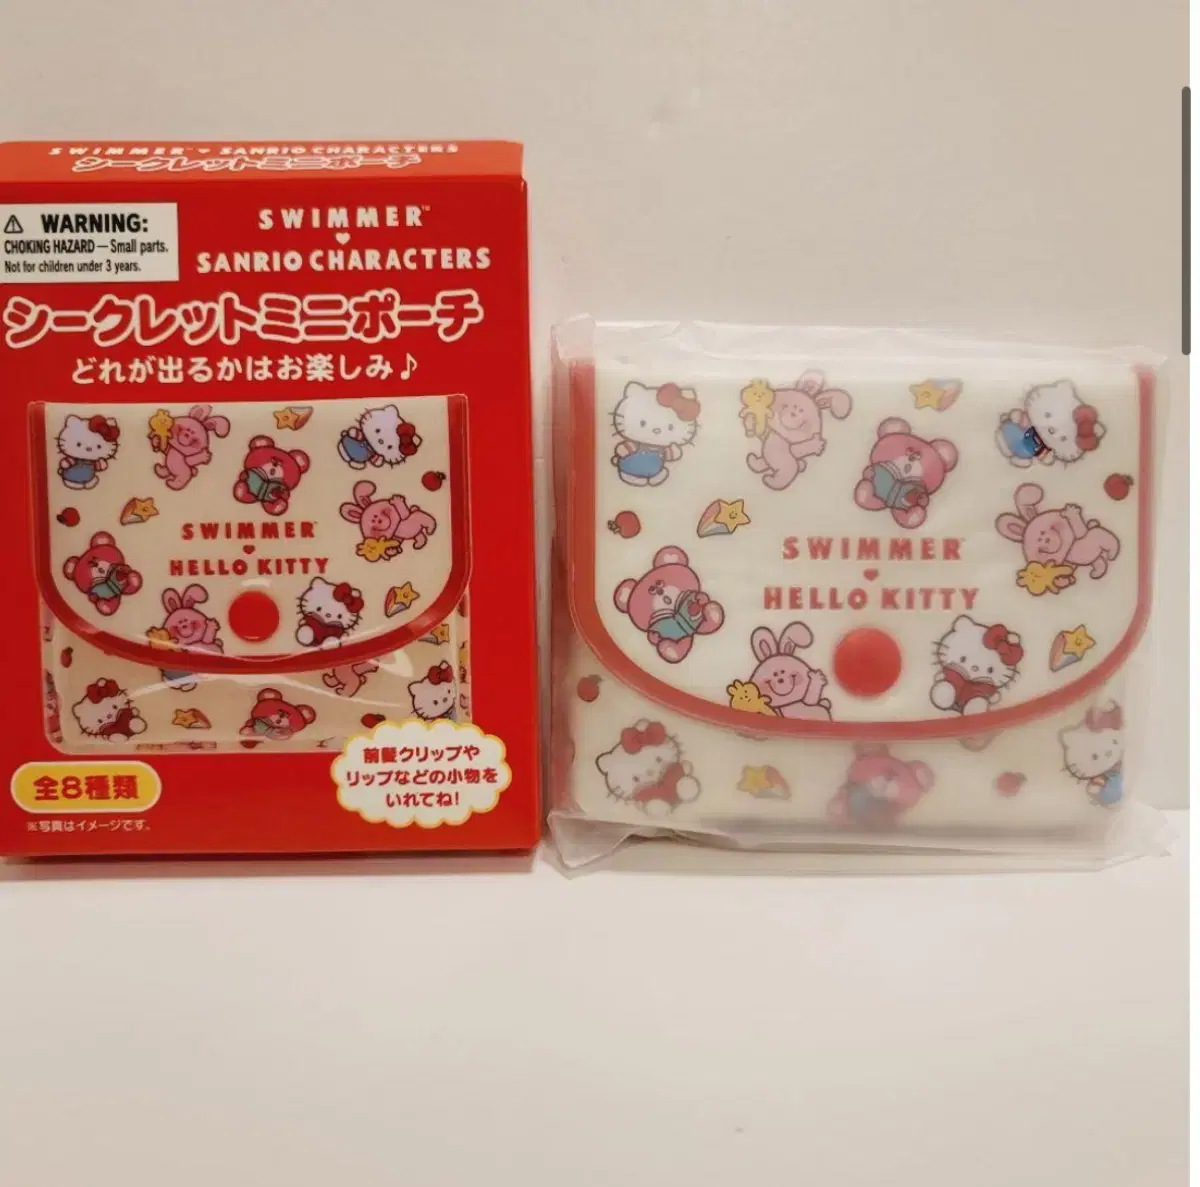 SWIMMER™ ♥ SANRIO CHARACTERS
シークレットミニポーチ
⚠ WARNING:
CHOKING HAZARD — Small parts.
Not for children under 3 years.
SWIMMER™
♥
SANRIO CHARACTERS
シークレットミニポーチ
どれが出るかはお楽しみ♪
SWIMMER™
♥
HELLO KITTY
前髪クリップや
リップなどの小物を
いれてね!
全8種類
※写真はイメージです。
SWIMMER™
♥
HELLO KITTY